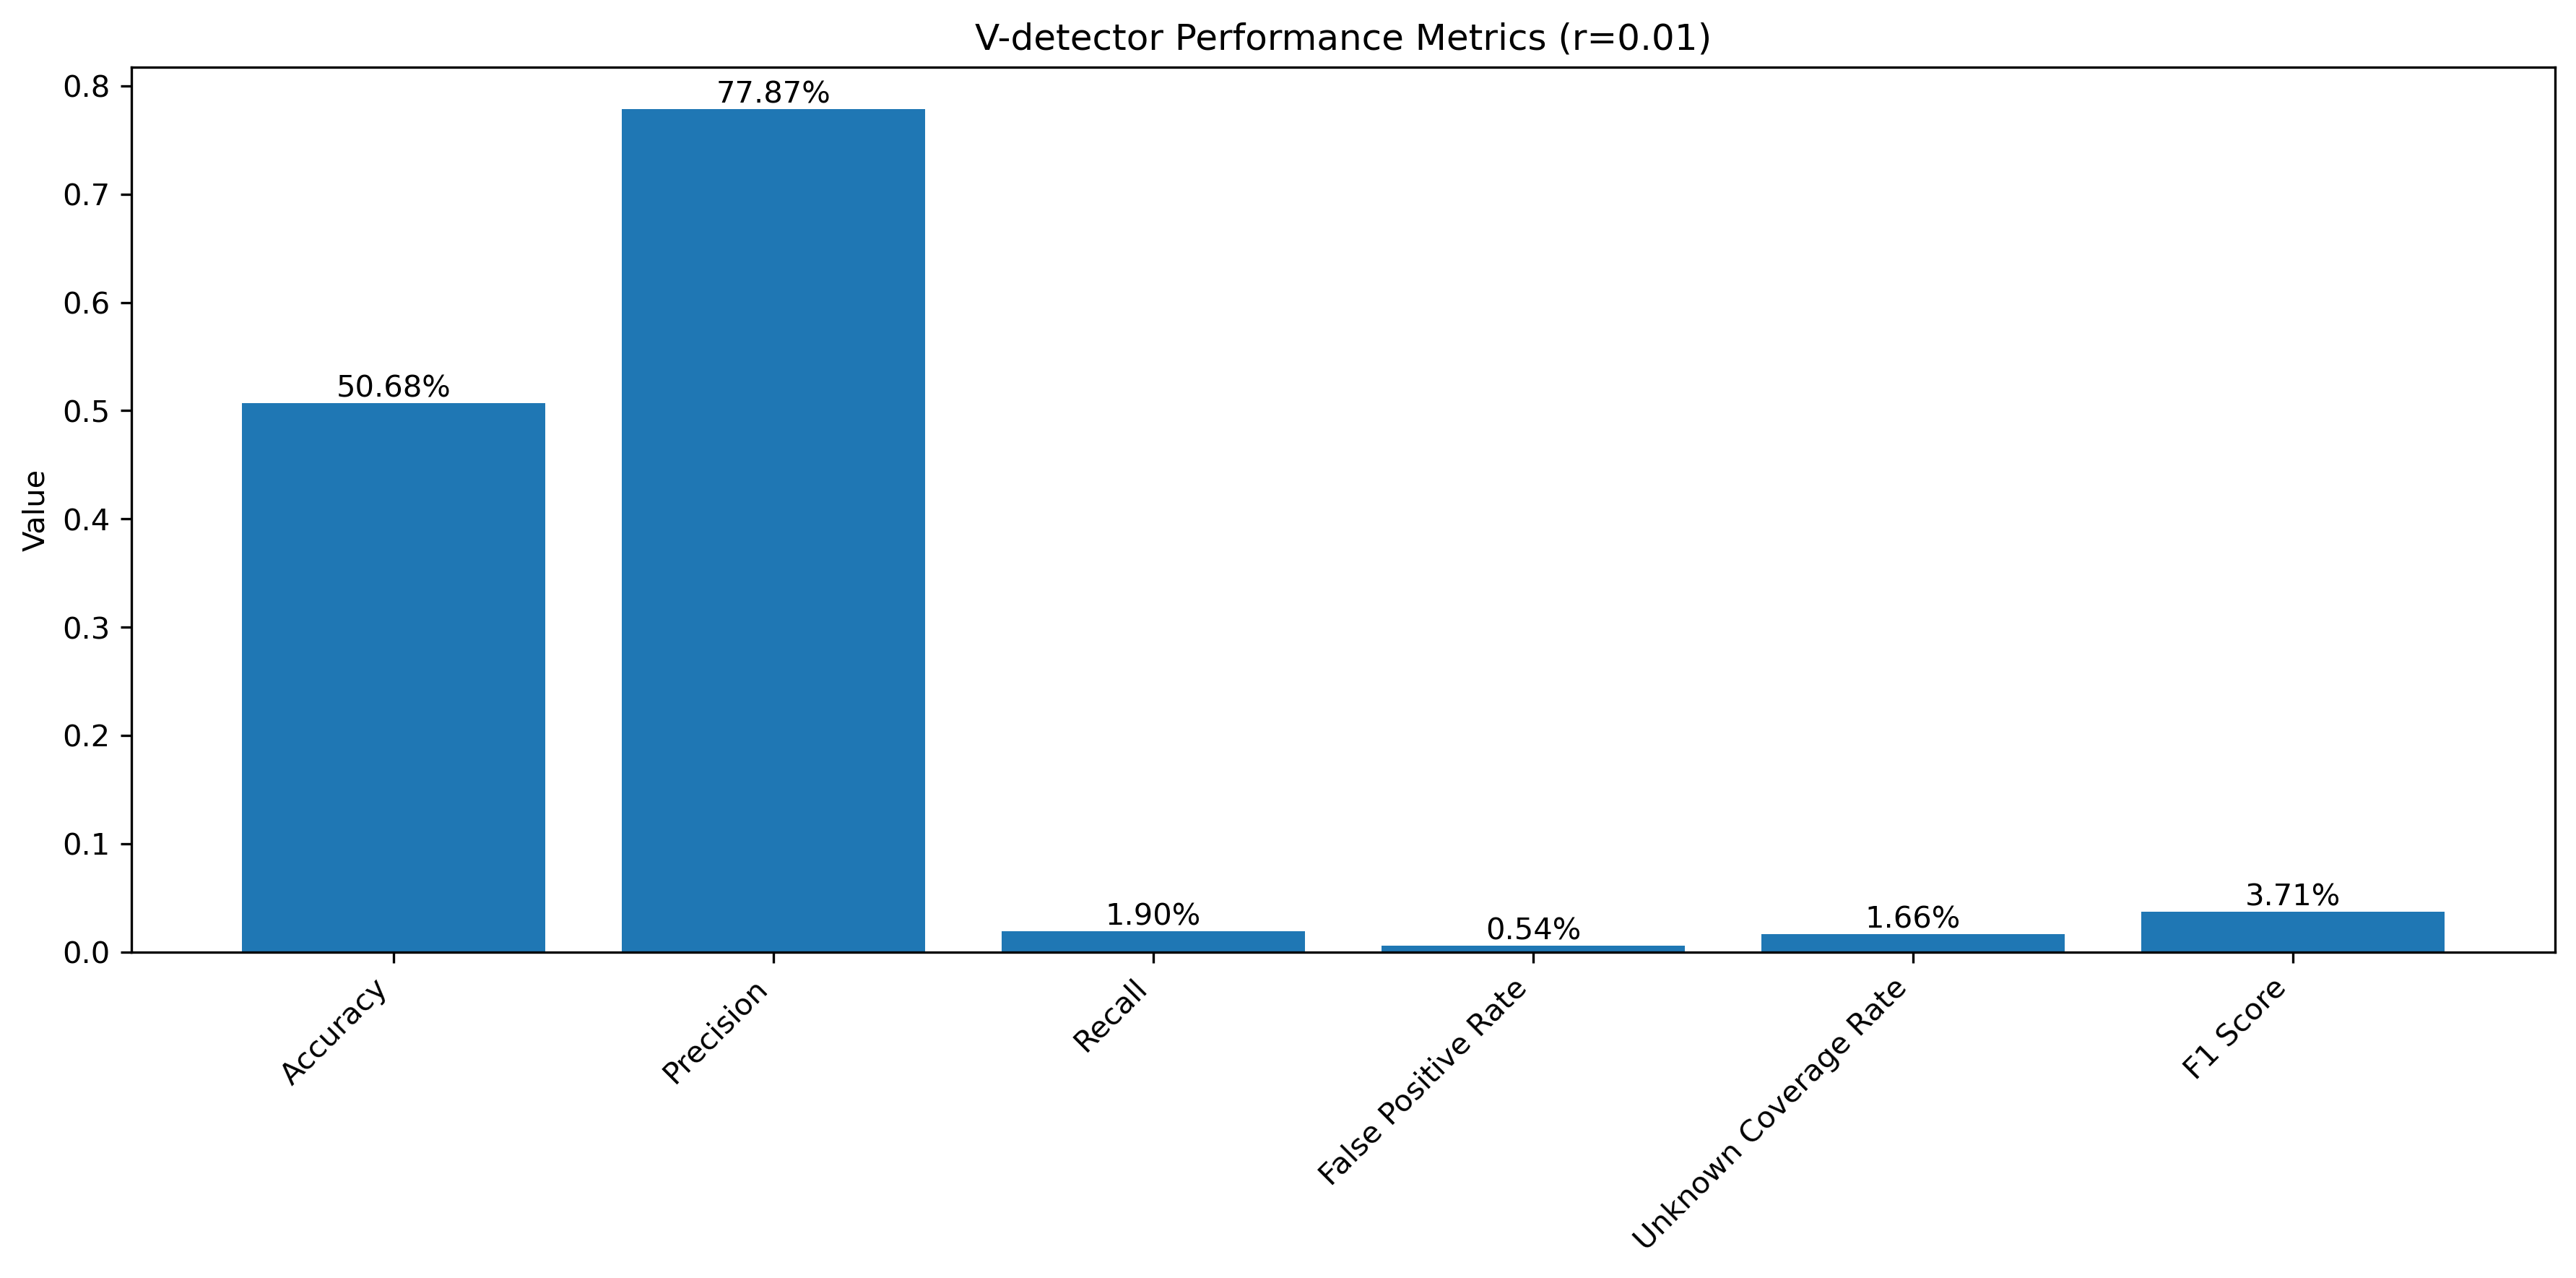 V-detector Performance Metrics (r=0.01)
Value
0.8
0.7
0.6
0.5
0.4
0.3
0.2
0.1
0.0
50.68%
77.87%
1.90%
0.54%
1.66%
3.71%
Accuracy
Precision
Recall
False Positive Rate
Unknown Coverage Rate
F1 Score